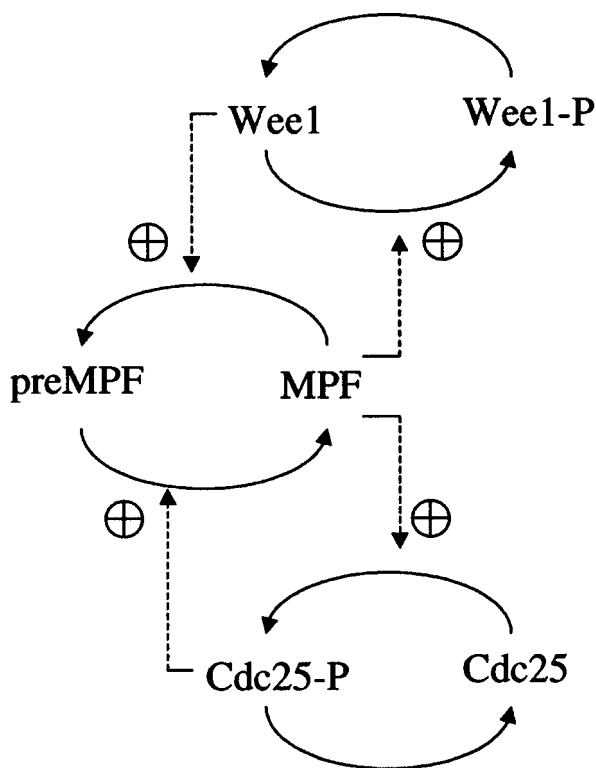 Wee1 Wee1-P
⊕ ⊕
preMPF MPF
⊕ ⊕
Cdc25-P Cdc25